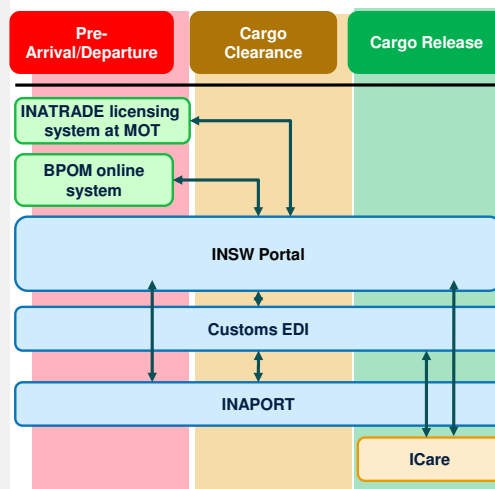 Pre-
Arrival/Departure
Cargo
Clearance
Cargo Release
INATRADE licensing
system at MOT
BPOM online
system
INSW Portal
Customs EDI
INAPORT
ICare